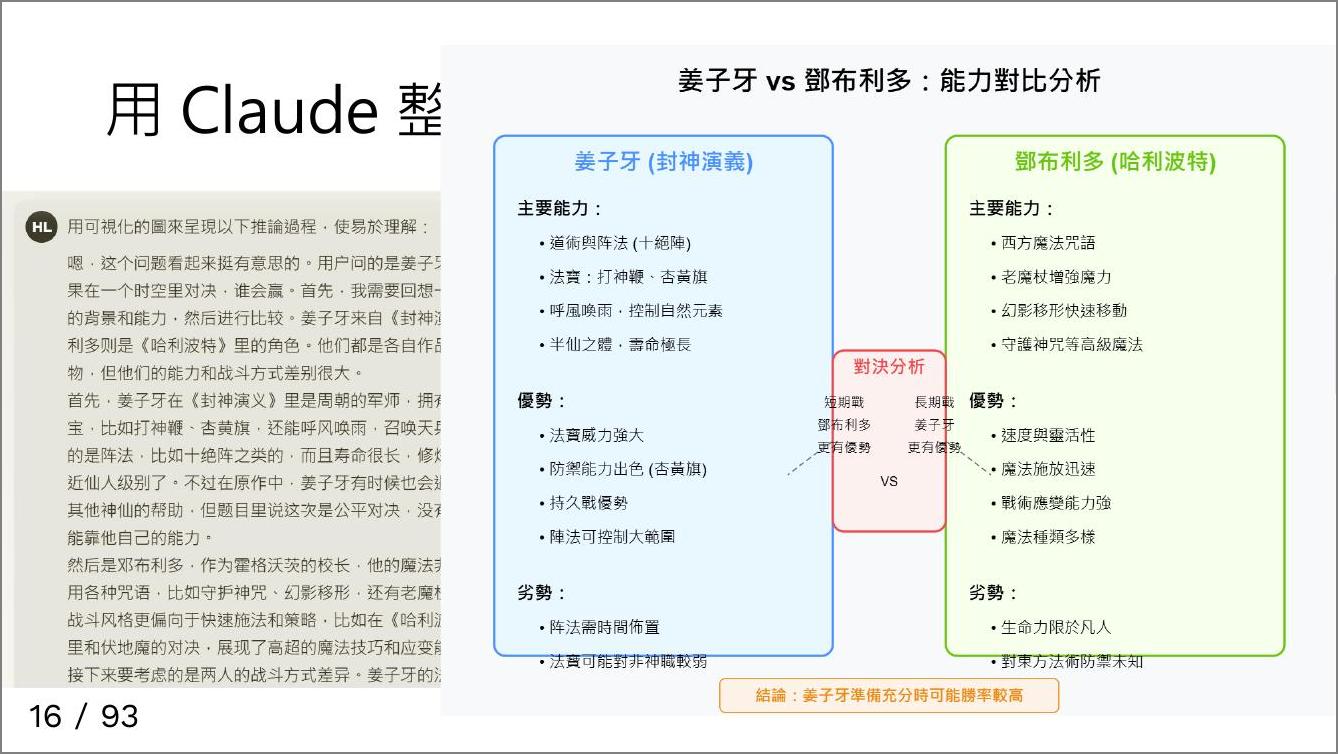 用 Claude 整
HL
用可視化的圖來呈現以下推論過程，使易於理解：
嗯，这个问题看起来挺有意思的。用户问的是姜子牙
果在一个时空里对决，谁会赢。首先，我需要回想一
的背景和能力，然后进行比较。姜子牙来自《封神演
利多则是《哈利波特》里的角色。他们都是各自作品
物，但他们的能力和战斗方式差别很大。
首先，姜子牙在《封神演义》里是周朝的军师，拥有
宝，比如打神鞭、杏黄旗，还能呼风唤雨，召唤天兵
的是阵法，比如十绝阵之类的，而且寿命很长，修炼
近仙人级别了。不过在原作中，姜子牙有时候也会
其他神仙的帮助，但题目里说这次是公平对决，没有
能靠他自己的能力。
然后是邓布利多，作为霍格沃茨的校长，他的魔法
用各种咒语，比如守护神咒、幻影移形，还有老魔杖
战斗风格更偏向于快速施法和策略，比如在《哈利波
里和伏地魔的对决，展现了高超的魔法技巧和应变能
接下来要考虑的是两人的战斗方式差异。姜子牙的法
姜子牙 vs 鄧布利多：能力對比分析
姜子牙 (封神演義)
主要能力：
• 道術與阵法 (十絕陣)
• 法寶：打神鞭、杏黃旗
• 呼風喚雨，控制自然元素
• 半仙之體，壽命極長
優勢：
• 法寶威力強大
• 防禦能力出色 (杏黃旗)
• 持久戰優勢
• 陣法可控制大範圍
劣勢：
• 阵法需時間佈置
• 法寶可能對非神職較弱
對決分析
短期戰
鄧布利多
更有優勢
長期戰
姜子牙
更有優勢
VS
鄧布利多 (哈利波特)
主要能力：
• 西方魔法咒語
• 老魔杖增強魔力
• 幻影移形快速移動
• 守護神咒等高級魔法
優勢：
• 速度與靈活性
• 魔法施放迅速
• 戰術應變能力強
• 魔法種類多樣
劣勢：
• 生命力限於凡人
• 對東方法術防禦未知
結論：姜子牙準備充分時可能勝率較高
16 / 93